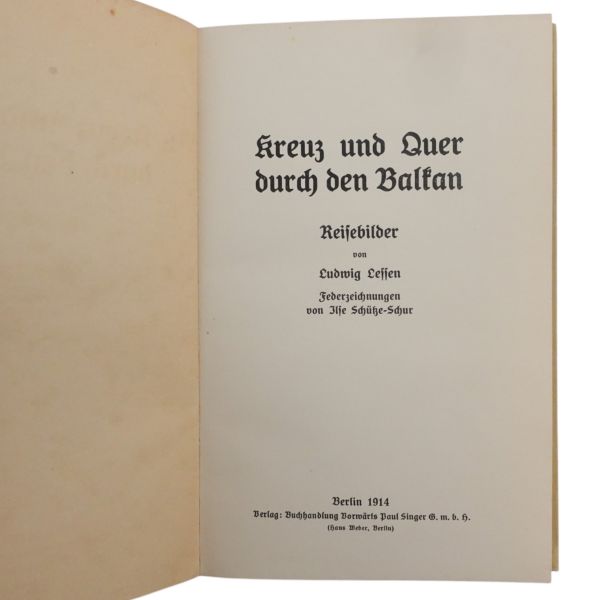 Kreuz und Quer
durch den Balkan
Reisebilder
von
Ludwig Lessen
Federzeichnungen
von Ilse Schütze-Schur
Berlin 1914
Verlag: Buchhandlung Vorwärts Paul Singer G. m. b. H.
(Hans Weber, Berlin)